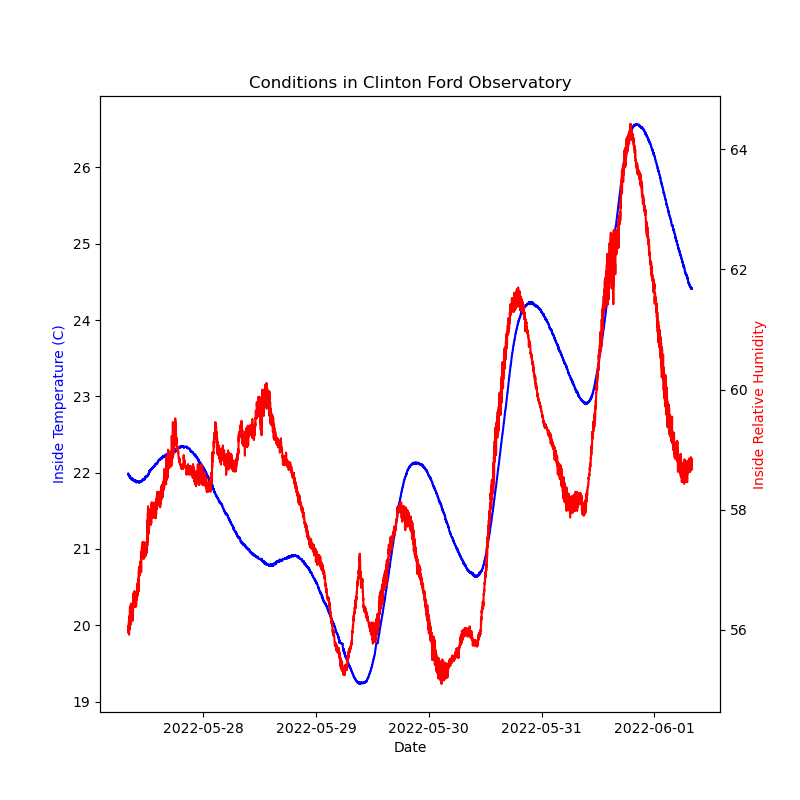 Conditions in Clinton Ford Observatory
26
25
24
23
22
21
20
19
Inside Temperature (C)
64
62
60
58
56
Inside Relative Humidity
2022-05-28 2022-05-29 2022-05-30 2022-05-31 2022-06-01
Date